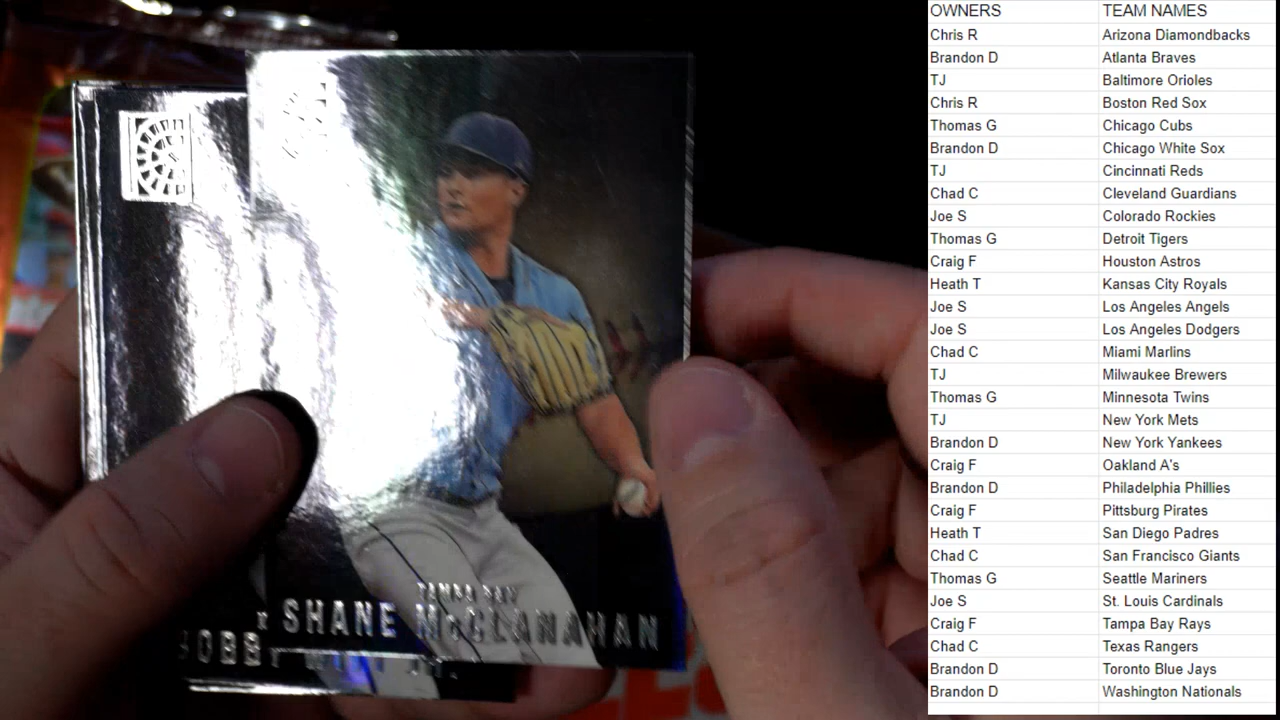 TAMPA BAY
SHANE McCLANAHAN
BOBBY WITT JR.
OWNERS TEAM NAMES
Chris R Arizona Diamondbacks
Brandon D Atlanta Braves
TJ Baltimore Orioles
Chris R Boston Red Sox
Thomas G Chicago Cubs
Brandon D Chicago White Sox
TJ Cincinnati Reds
Chad C Cleveland Guardians
Joe S Colorado Rockies
Thomas G Detroit Tigers
Craig F Houston Astros
Heath T Kansas City Royals
Joe S Los Angeles Angels
Joe S Los Angeles Dodgers
Chad C Miami Marlins
TJ Milwaukee Brewers
Thomas G Minnesota Twins
TJ New York Mets
Brandon D New York Yankees
Craig F Oakland A's
Brandon D Philadelphia Phillies
Craig F Pittsburg Pirates
Heath T San Diego Padres
Chad C San Francisco Giants
Thomas G Seattle Mariners
Joe S St. Louis Cardinals
Craig F Tampa Bay Rays
Chad C Texas Rangers
Brandon D Toronto Blue Jays
Brandon D Washington Nationals